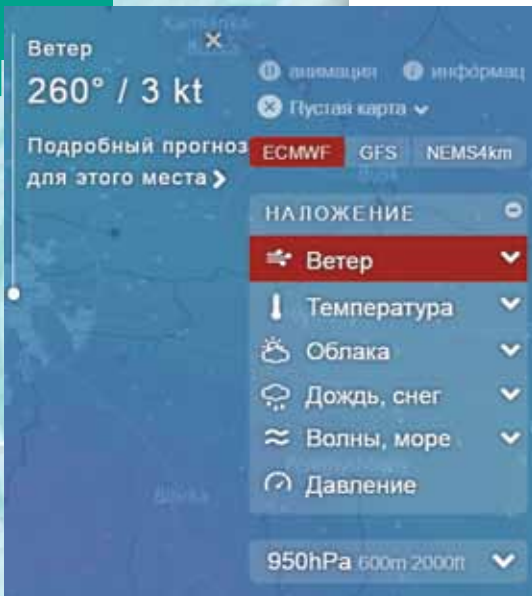 Ветер
260° / 3 kt
Подробный прогноз
для этого места
анимация информац
Пустая карта
ECMWF GFS NEMS4km
НАЛОЖЕНИЕ
Ветер
Температура
Облака
Дождь, снег
Волны, море
Давление
950hPa 600m 2000ft